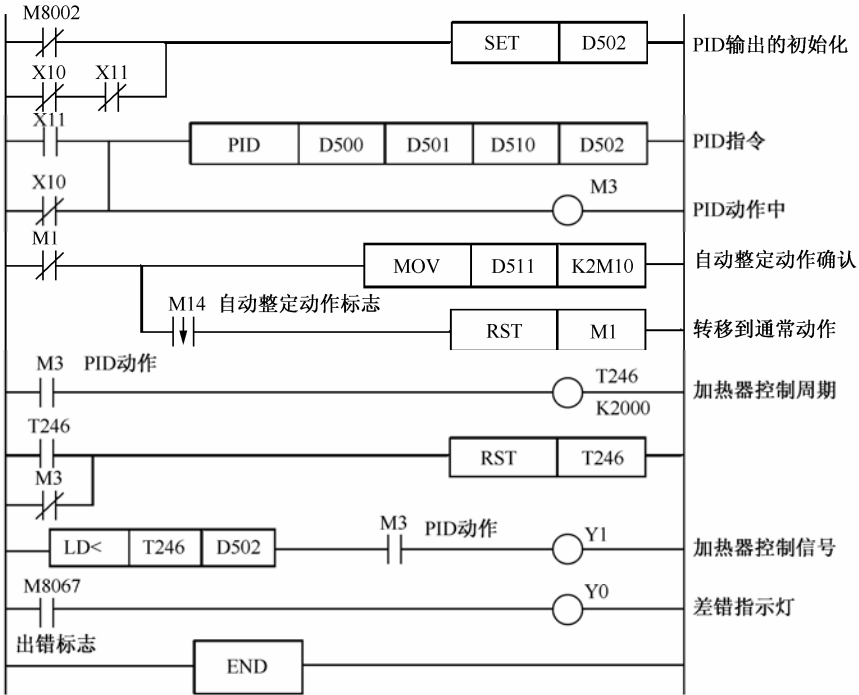 M8002
SET D502 PID输出的初始化
X10 X11
X11
PID D500 D501 D510 D502 PID指令
X10 M3
PID动作中
M1
MOV D511 K2M10 自动整定动作确认
M14 自动整定动作标志
RST M1 转移到通常动作
M3 PID动作
T246
K2000
加热器控制周期
T246
RST T246
M3
LD< T246 D502 M3 PID动作 Y1 加热器控制信号
M8067 Y0
差错指示灯
出错标志
END